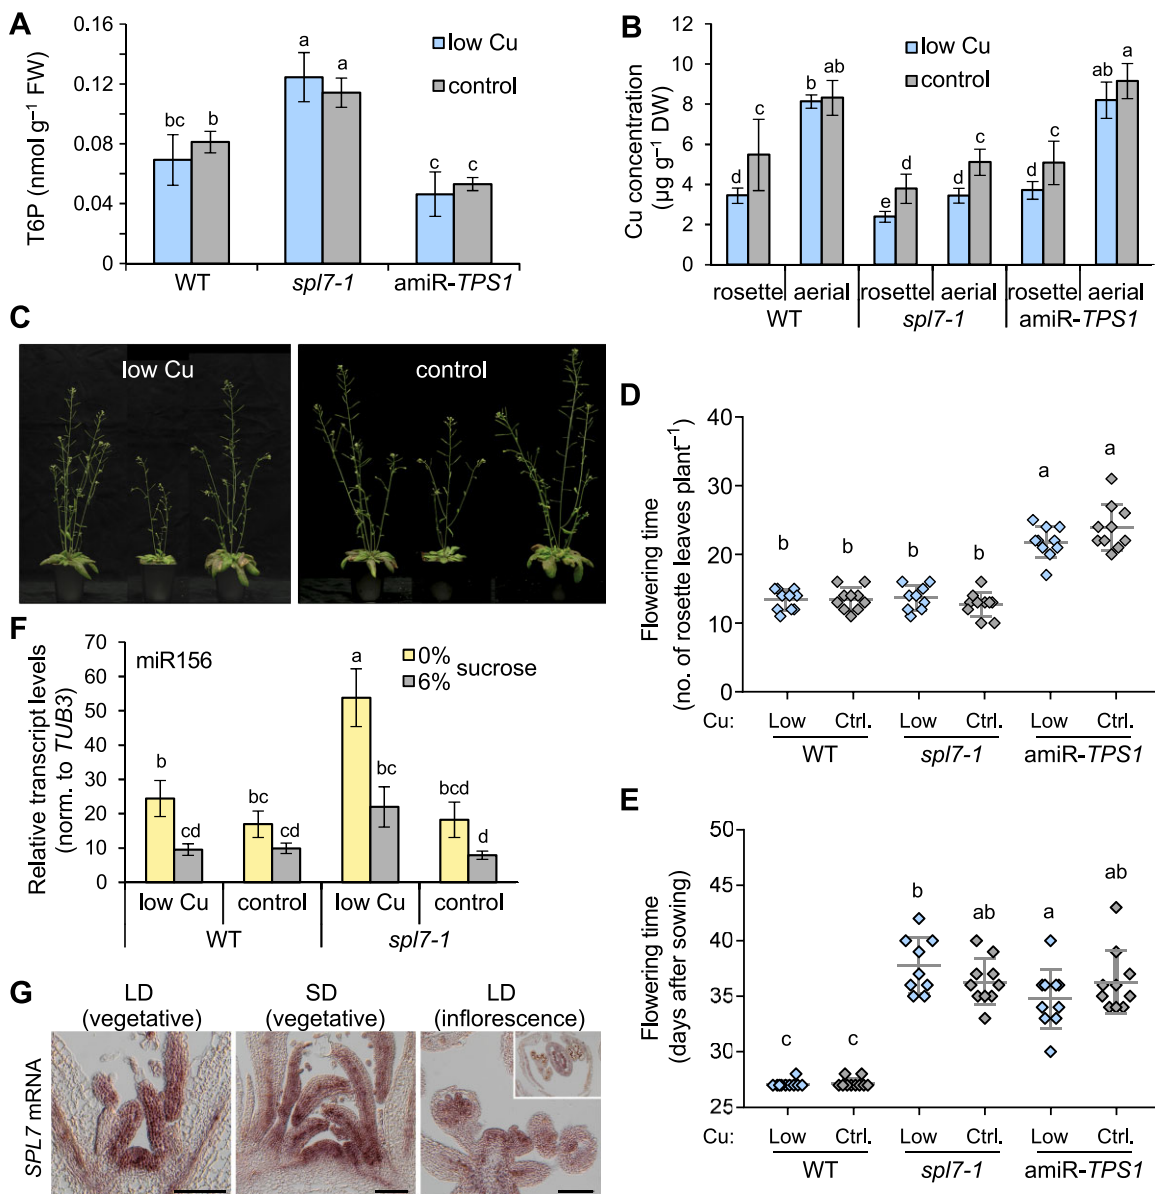 A
T6P (nmol g⁻¹ FW)
0.16
0.12
0.08
0.04
0
low Cu
control
bc
b
a
a
c
c
WT
spl7-1
amiR-TPS1
B
Cu concentration
(µg g⁻¹ DW)
12
10
8
6
4
2
0
low Cu
control
d
c
b
ab
e
d
d
c
d
c
ab
a
rosette
aerial
rosette
aerial
rosette
aerial
WT
spl7-1
amiR-TPS1
C
low Cu
control
D
Flowering time
(no. of rosette leaves plant⁻¹)
40
30
20
10
0
b
b
b
b
a
a
Cu:
Low
Ctrl.
Low
Ctrl.
Low
Ctrl.
WT
spl7-1
amiR-TPS1
F
Relative transcript levels
(norm. to TUB3)
70
60
50
40
30
20
10
0
miR156
0%
6%
sucrose
b
cd
bc
cd
a
bc
bcd
d
low Cu
control
low Cu
control
WT
spl7-1
E
Flowering time
(days after sowing)
50
45
40
35
30
25
c
c
b
ab
a
ab
Cu:
Low
Ctrl.
Low
Ctrl.
Low
Ctrl.
WT
spl7-1
amiR-TPS1
G
LD
(vegetative)
SD
(vegetative)
LD
(inflorescence)
SPL7 mRNA